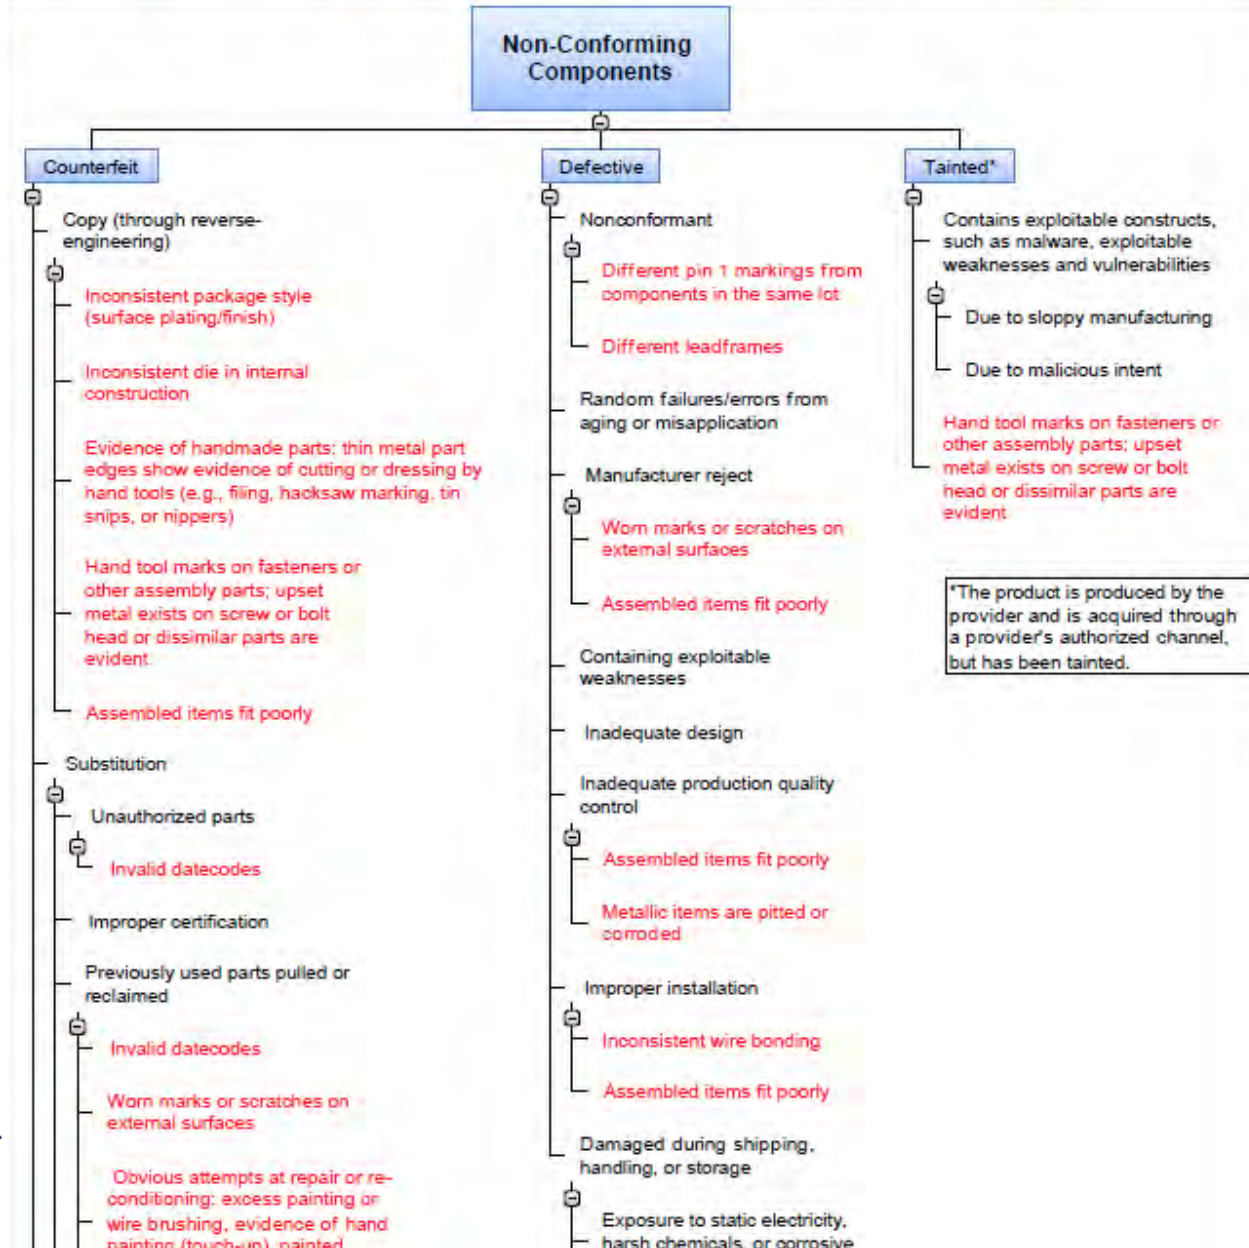 Non-Conforming
Components
Counterfeit
Copy (through reverse-
engineering)
Inconsistent package style
(surface plating/finish)
Inconsistent die in internal
construction
Evidence of handmade parts: thin metal part
edges show evidence of cutting or dressing by
hand tools (e.g., filing, hacksaw marking, tin
snips, or nippers)
Hand tool marks on fasteners or
other assembly parts; upset
metal exists on screw or bolt
head or dissimilar parts are
evident
Assembled items fit poorly
Substitution
Unauthorized parts
Invalid datecodes
Improper certification
Previously used parts pulled or
reclaimed
Invalid datecodes
Worn marks or scratches on
external surfaces
Obvious attempts at repair or re-
conditioning: excess painting or
wire brushing, evidence of hand
painting (touch-up), painted
Defective
Nonconformant
Different pin 1 markings from
components in the same lot
Different leadframes
Random failures/errors from
aging or misapplication
Manufacturer reject
Worn marks or scratches on
external surfaces
Assembled items fit poorly
Containing exploitable
weaknesses
Inadequate design
Inadequate production quality
control
Assembled items fit poorly
Metallic items are pitted or
corroded
Improper installation
Inconsistent wire bonding
Assembled items fit poorly
Damaged during shipping,
handling, or storage
Exposure to static electricity,
harsh chemicals, or corrosive
Tainted*
Contains exploitable constructs,
such as malware, exploitable
weaknesses and vulnerabilities
Due to sloppy manufacturing
Due to malicious intent
Hand tool marks on fasteners or
other assembly parts; upset
metal exists on screw or bolt
head or dissimilar parts are
evident
*The product is produced by the
provider and is acquired through
a provider's authorized channel,
but has been tainted.